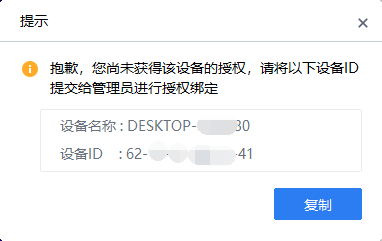 提示
抱歉，您尚未获得该设备的授权，请将以下设备ID
提交给管理员进行授权绑定
设备名称 : DESKTOP-30
设备ID : 62--41
复制